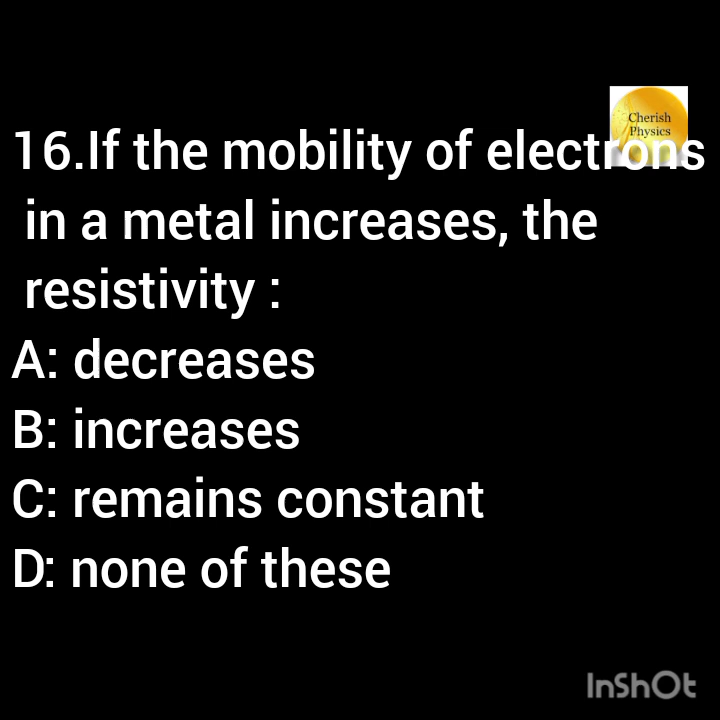 Cherish
Physics
16.If the mobility of electrons
in a metal increases, the
resistivity :
A: decreases
B: increases
C: remains constant
D: none of these
InShOt